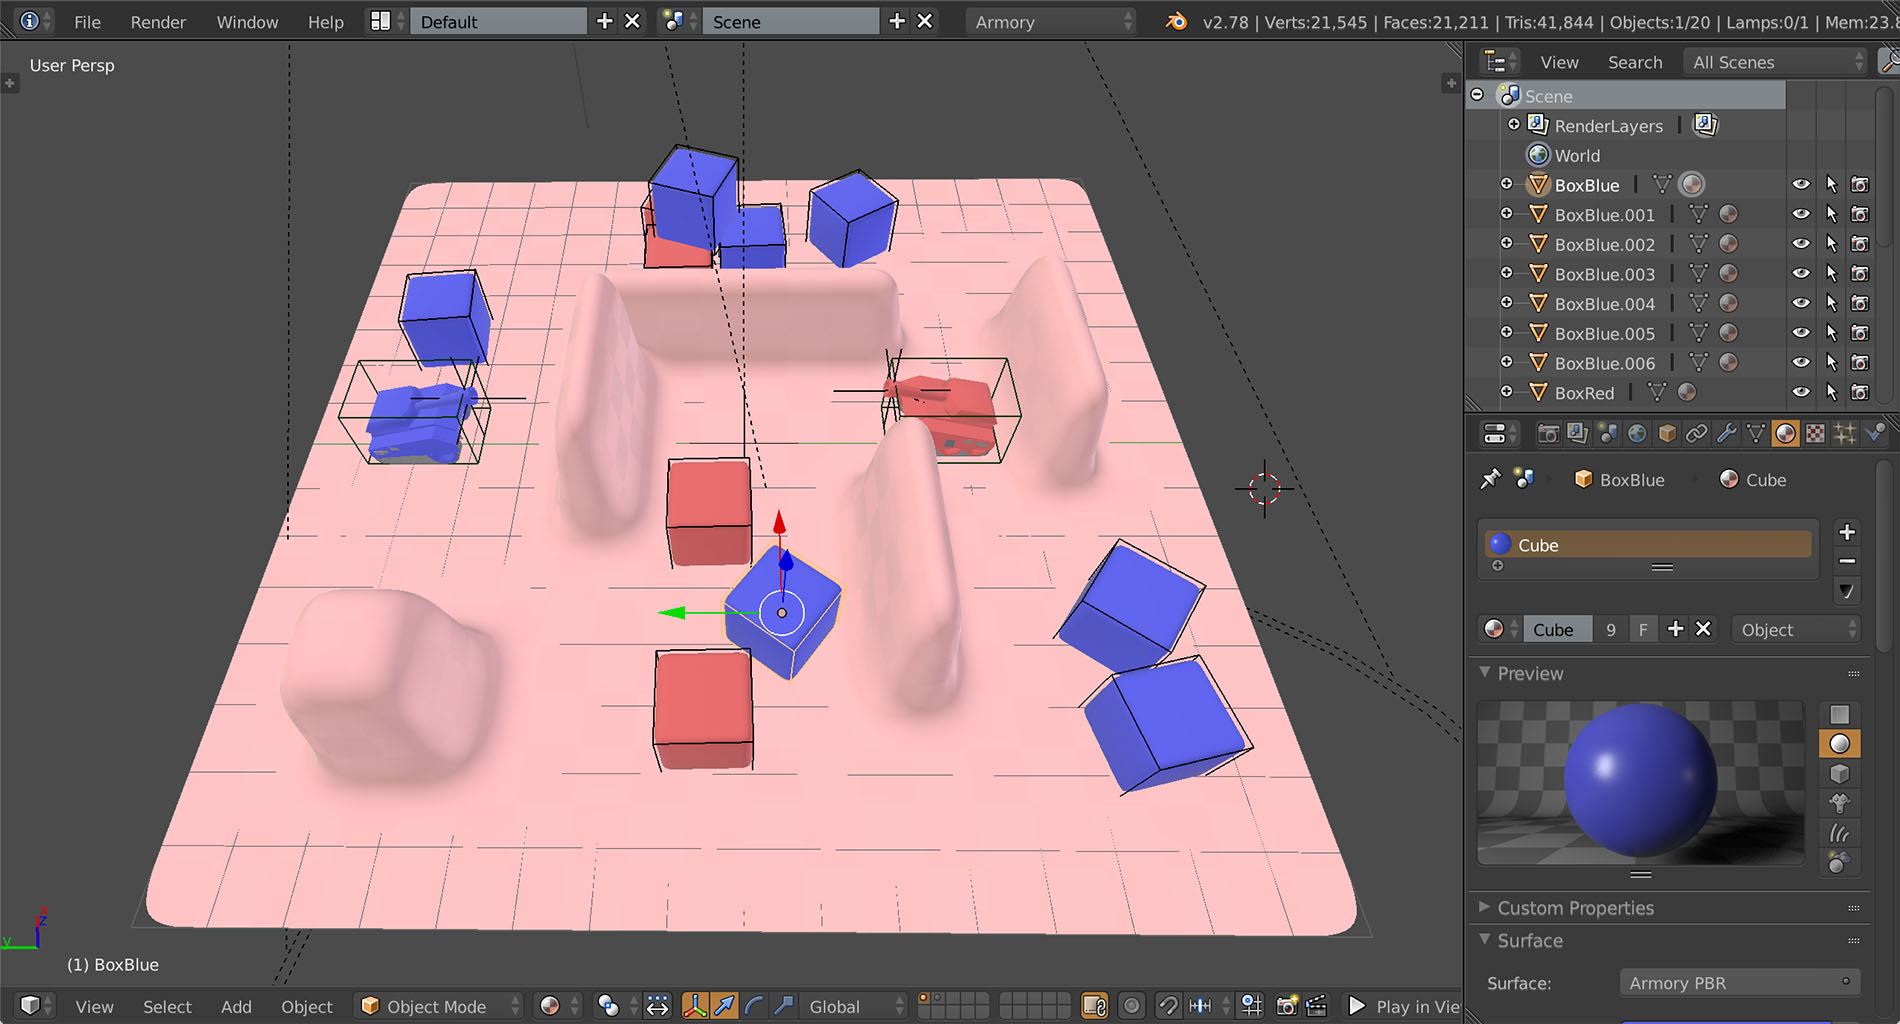 File Render Window Help Default Scene Armory v2.78 | Verts:21,545 | Faces:21,211 | Tris:41,844 | Objects:1/20 | Lamps:0/1 | Mem:23.8
User Persp
View Search All Scenes
Scene
RenderLayers
World
BoxBlue
BoxBlue.001
BoxBlue.002
BoxBlue.003
BoxBlue.004
BoxBlue.005
BoxBlue.006
BoxRed
BoxBlue Cube
Cube
Cube 9 F Object
Preview
Custom Properties
Surface
Surface: Armory PBR
x
z
y
(1) BoxBlue
View Select Add Object Object Mode Global Play in Vie